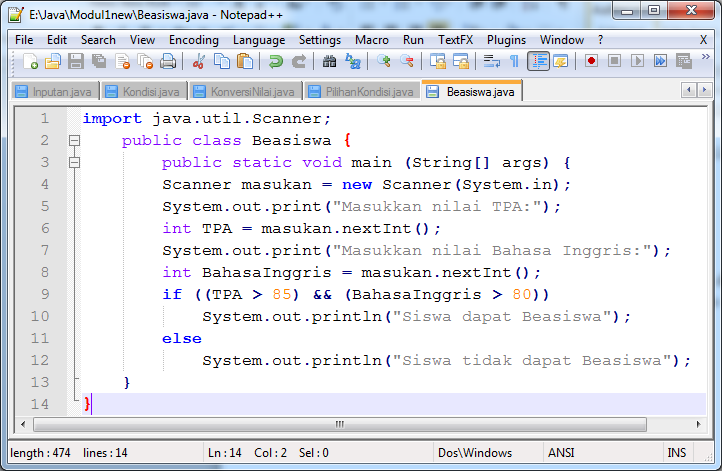 E:\Java\Modul1new\Beasiswa.java - Notepad++
File Edit Search View Encoding Language Settings Macro Run TextFX Plugins Window ? X
Inputan.java Kondisi.java KonversiNilai.java PilihanKondisi.java Beasiswa.java
1 import java.util.Scanner;
2 public class Beasiswa {
3 public static void main (String[] args) {
4 Scanner masukan = new Scanner(System.in);
5 System.out.print("Masukkan nilai TPA:");
6 int TPA = masukan.nextInt();
7 System.out.print("Masukkan nilai Bahasa Inggris:");
8 int BahasaInggris = masukan.nextInt();
9 if ((TPA > 85) && (BahasaInggris > 80))
10 System.out.println("Siswa dapat Beasiswa");
11 else
12 System.out.println("Siswa tidak dapat Beasiswa");
13 }
14 }
length : 474 lines : 14 Ln : 14 Col : 2 Sel : 0 Dos\Windows ANSI INS